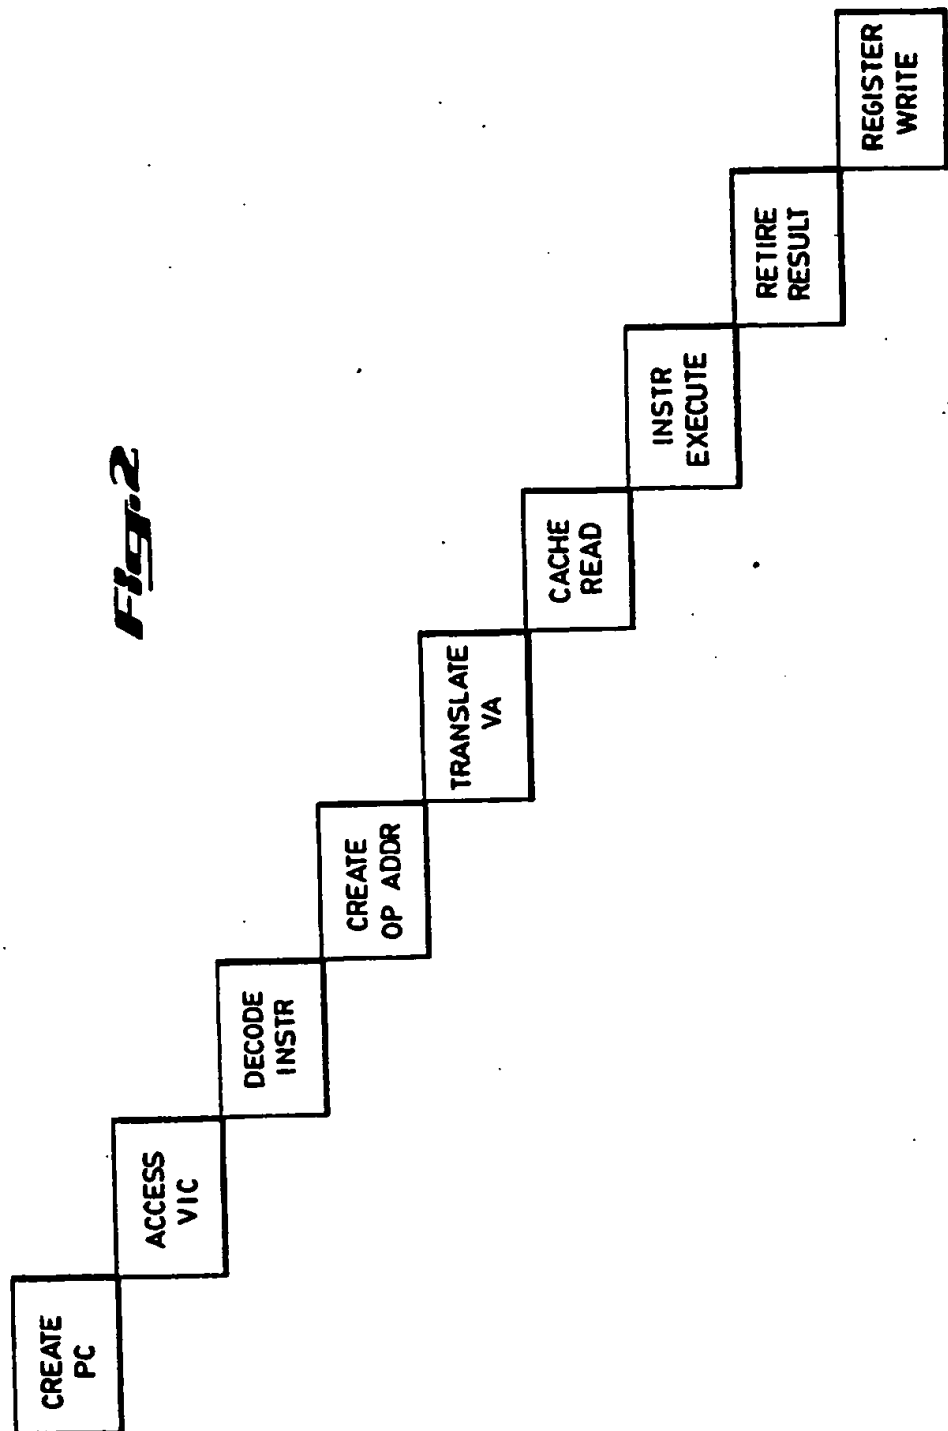 Fig. 2
CREATE
PC
ACCESS
VIC
DECODE
INSTR
CREATE
OP ADDR
TRANSLATE
VA
CACHE
READ
INSTR
EXECUTE
RETIRE
RESULT
REGISTER
WRITE